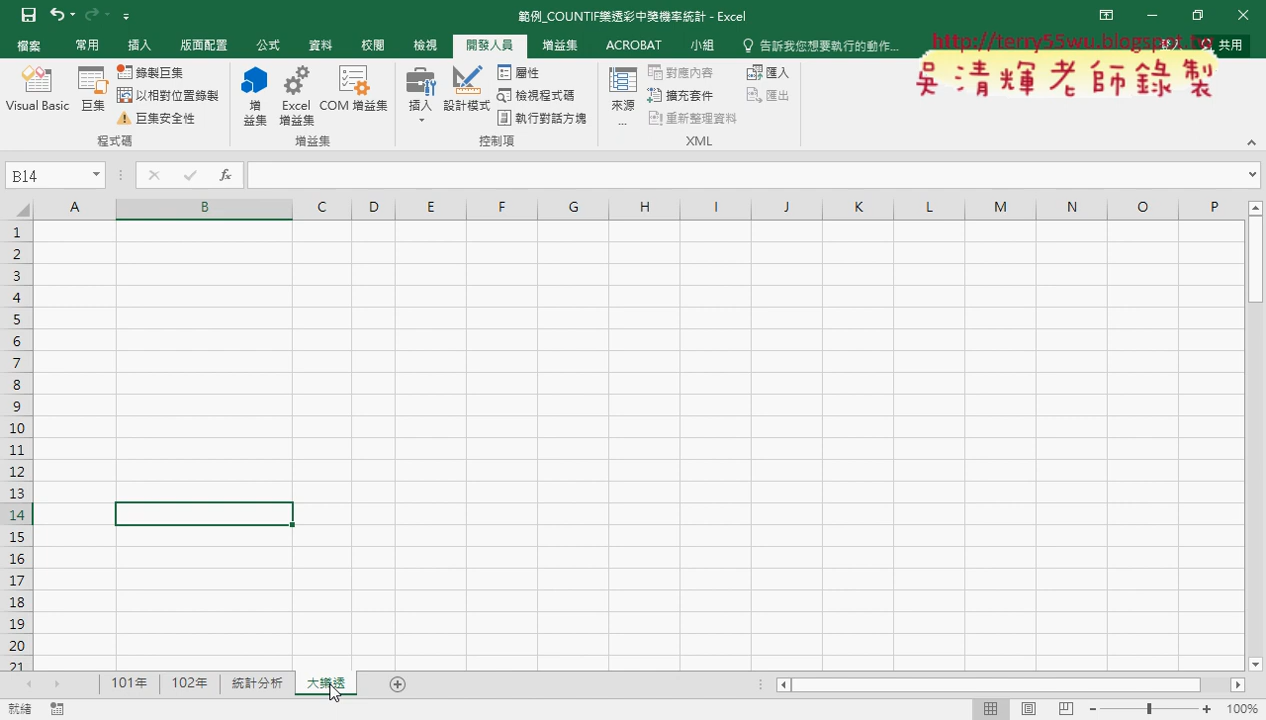 範例_COUNTIF樂透彩中獎機率統計 - Excel
檔案 常用 插入 版面配置 公式 資料 校閱 檢視 開發人員 增益集 ACROBAT 小組 告訴我您想要執行的動作... 共用
http://terry55wu.blogspot.
吳清輝老師錄製
Visual Basic 巨集 錄製巨集 以相對位置錄製 巨集安全性 程式碼
增益集 Excel 增益集 COM 增益集 增益集
插入 設計模式 屬性 檢視程式碼 執行對話方塊 控制項
來源... 對應內容 擴充套件 重新整理資料 匯入 匯出 XML
B14 fx
A B C D E F G H I J K L M N O P
1
2
3
4
5
6
7
8
9
10
11
12
13
14
15
16
17
18
19
20
21
101年 102年 統計分析 大樂透
就緒 100%